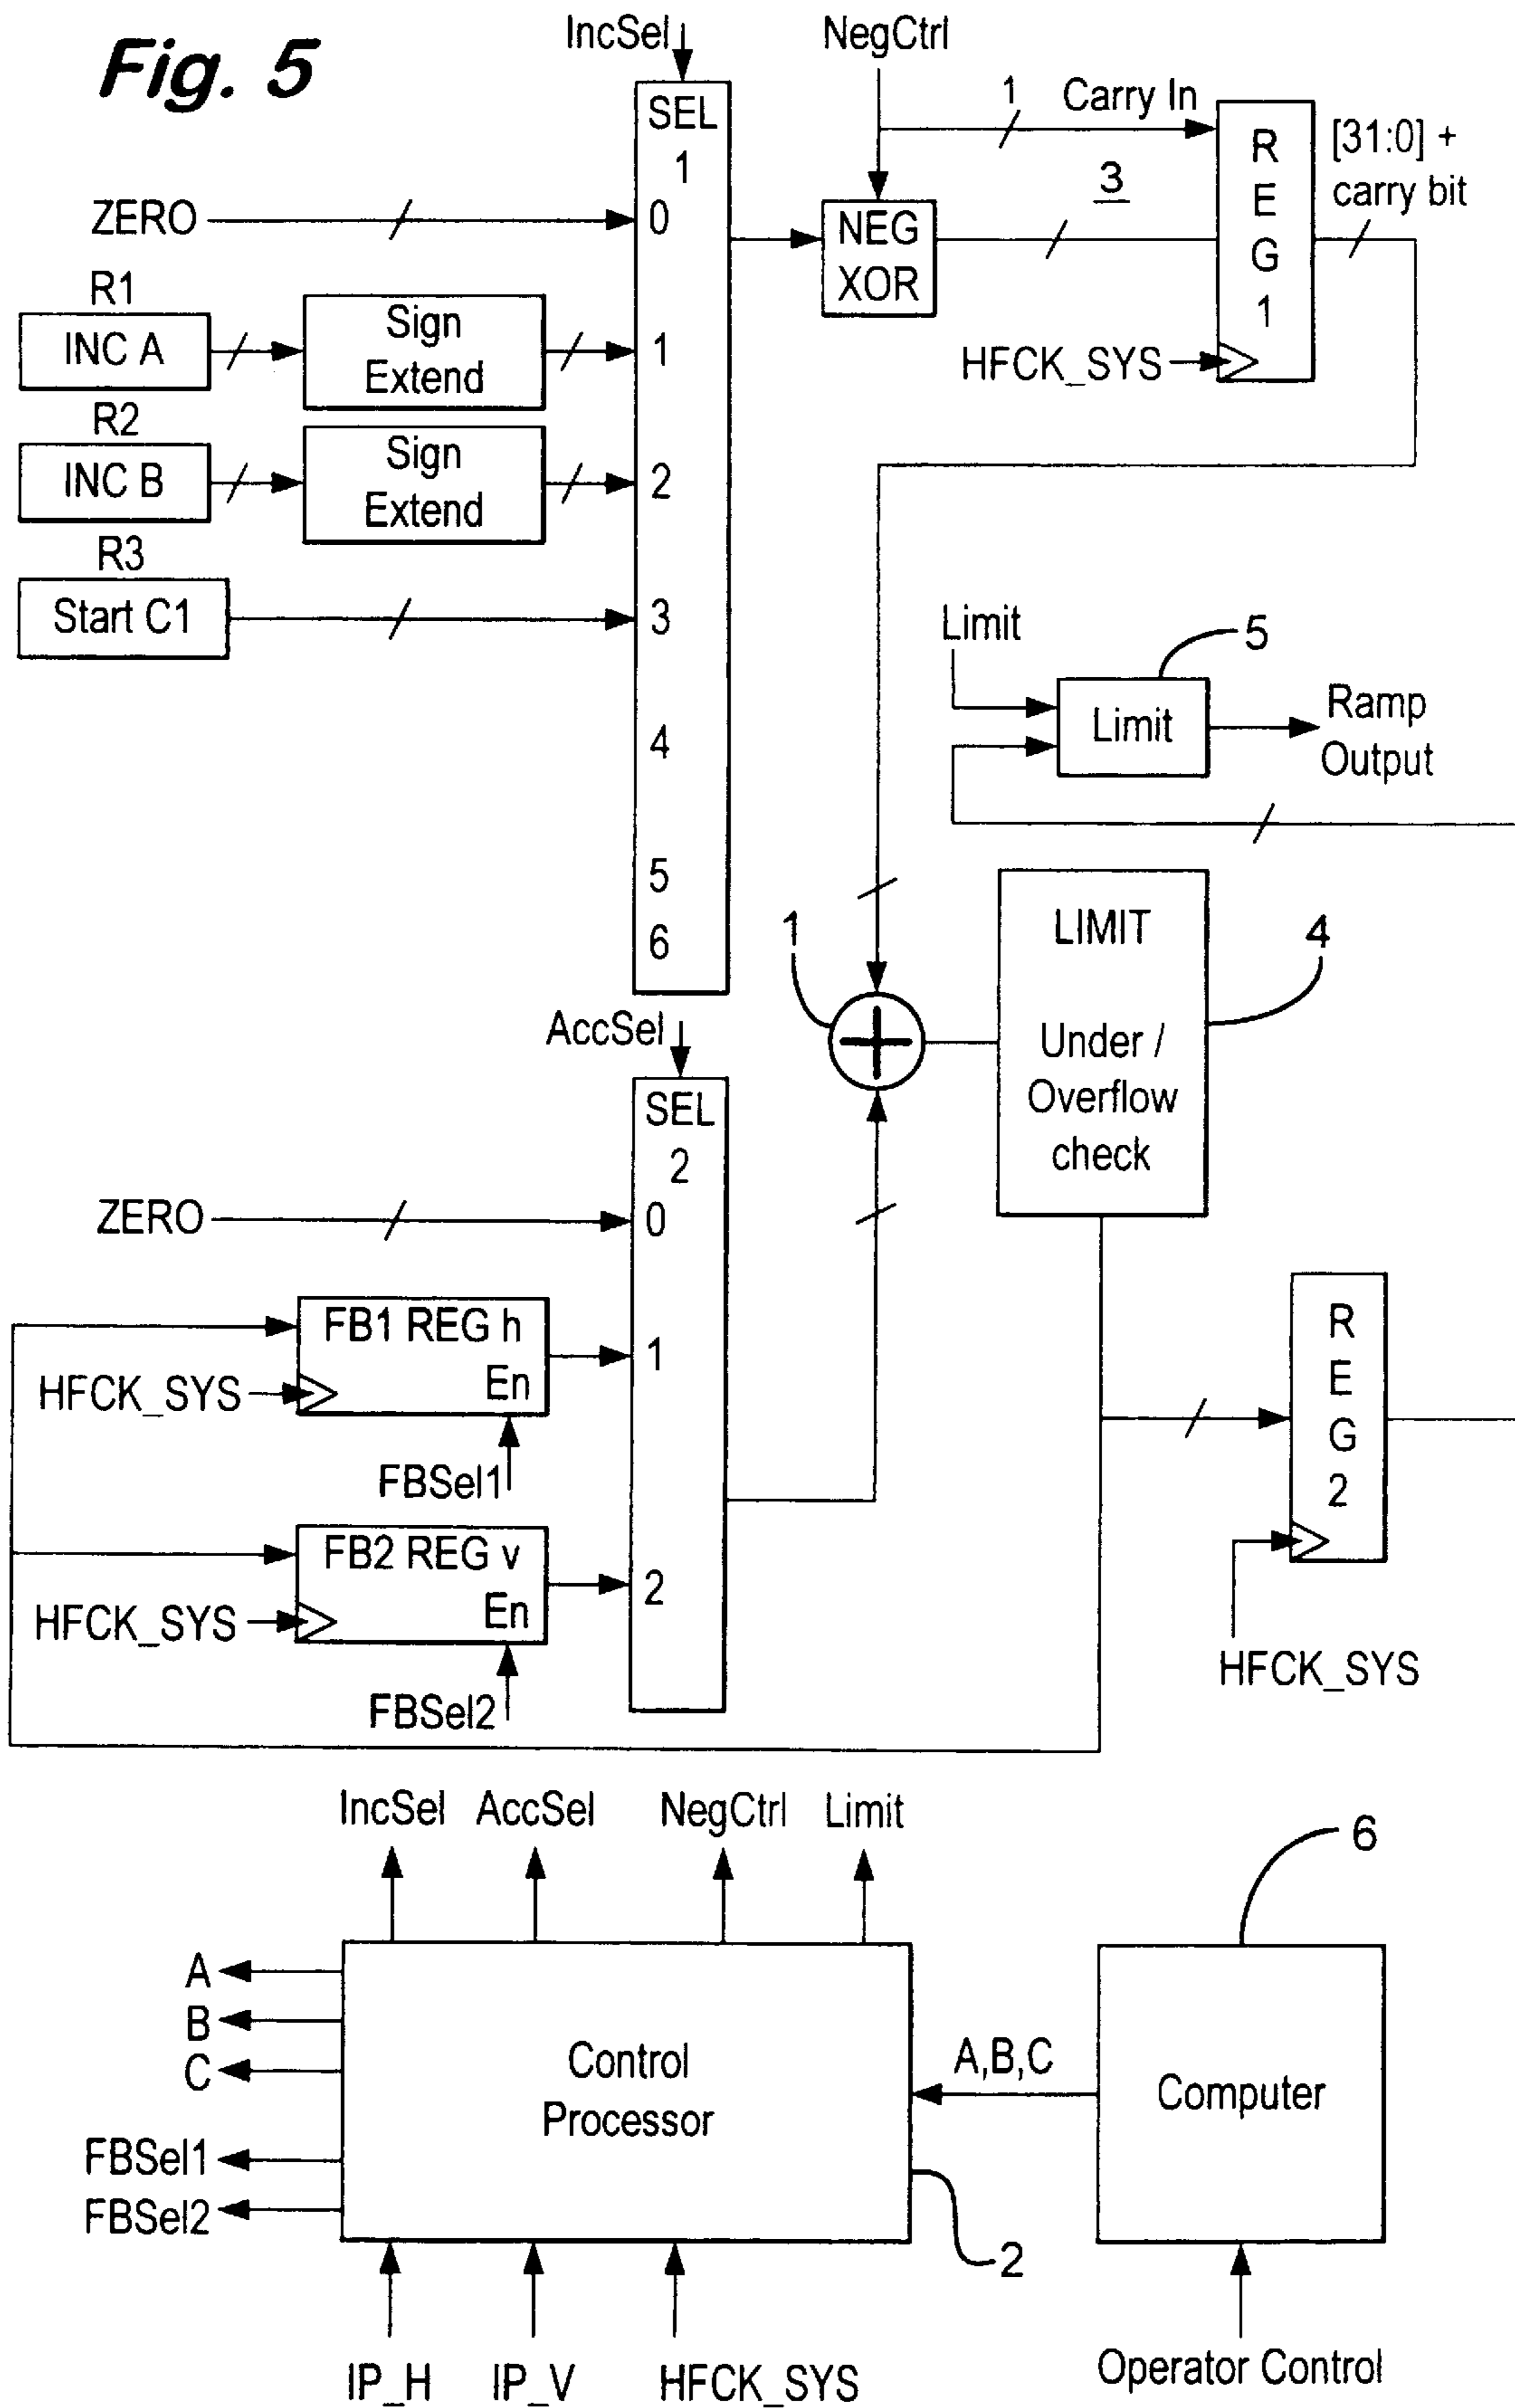 Fig. 5
IncSel
NegCtrl
SEL
1
0
1
2
3
4
5
6
1
Carry In
R
E
G
1
[31:0] +
carry bit
3
ZERO
NEG
XOR
HFCK_SYS
R1
INC A
Sign
Extend
R2
INC B
Sign
Extend
R3
Start C1
Limit
5
Limit
Ramp
Output
1
LIMIT
Under /
Overflow
check
4
AccSel
SEL
2
0
1
2
ZERO
FB1 REG h
En
HFCK_SYS
FBSel1
FB2 REG v
En
HFCK_SYS
FBSel2
R
E
G
2
HFCK_SYS
IncSel
AccSel
NegCtrl
Limit
6
A
B
C
FBSel1
FBSel2
Control
Processor
A,B,C
Computer
2
IP_H
IP_V
HFCK_SYS
Operator Control